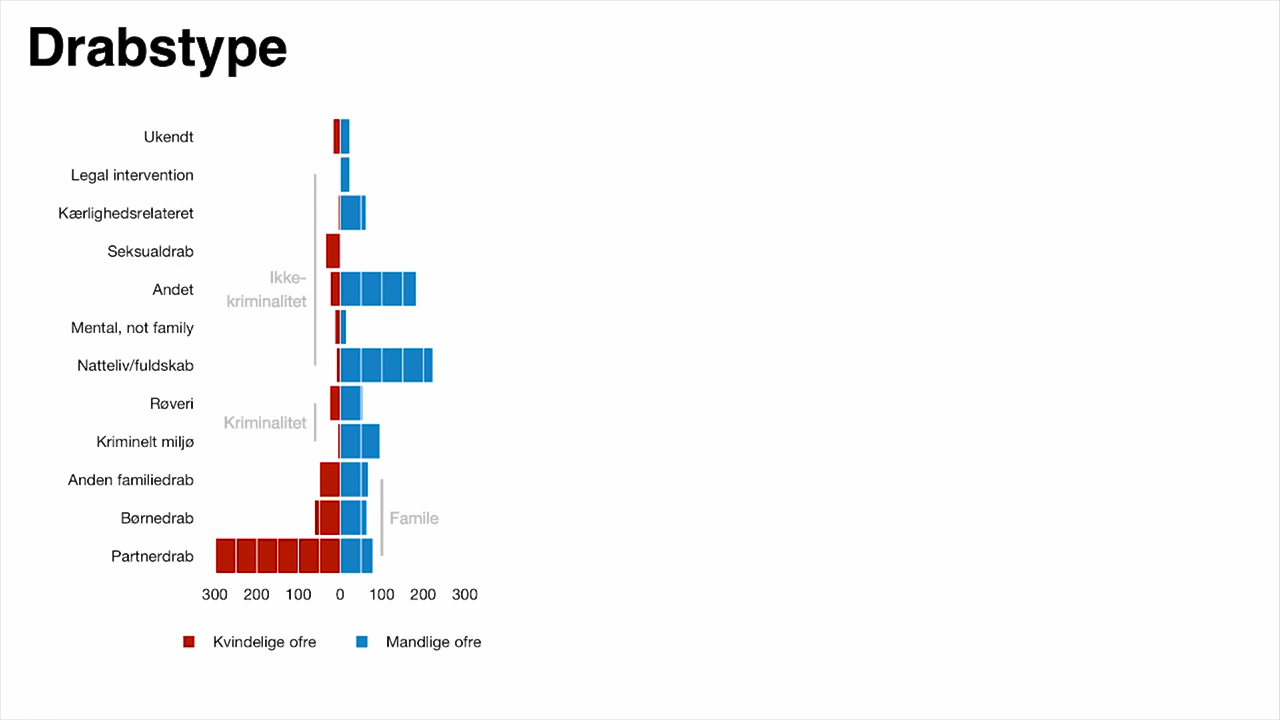 Drabstype
Ukendt
Legal intervention
Kærlighedsrelateret
Seksualdrab
Andet
Mental, not family
Natteliv/fuldskab
Røveri
Kriminelt miljø
Anden familiedrab
Børnedrab
Partnerdrab
Ikke-
kriminalitet
Kriminalitet
Famile
300 200 100 0 100 200 300
Kvindelige ofre Mandlige ofre